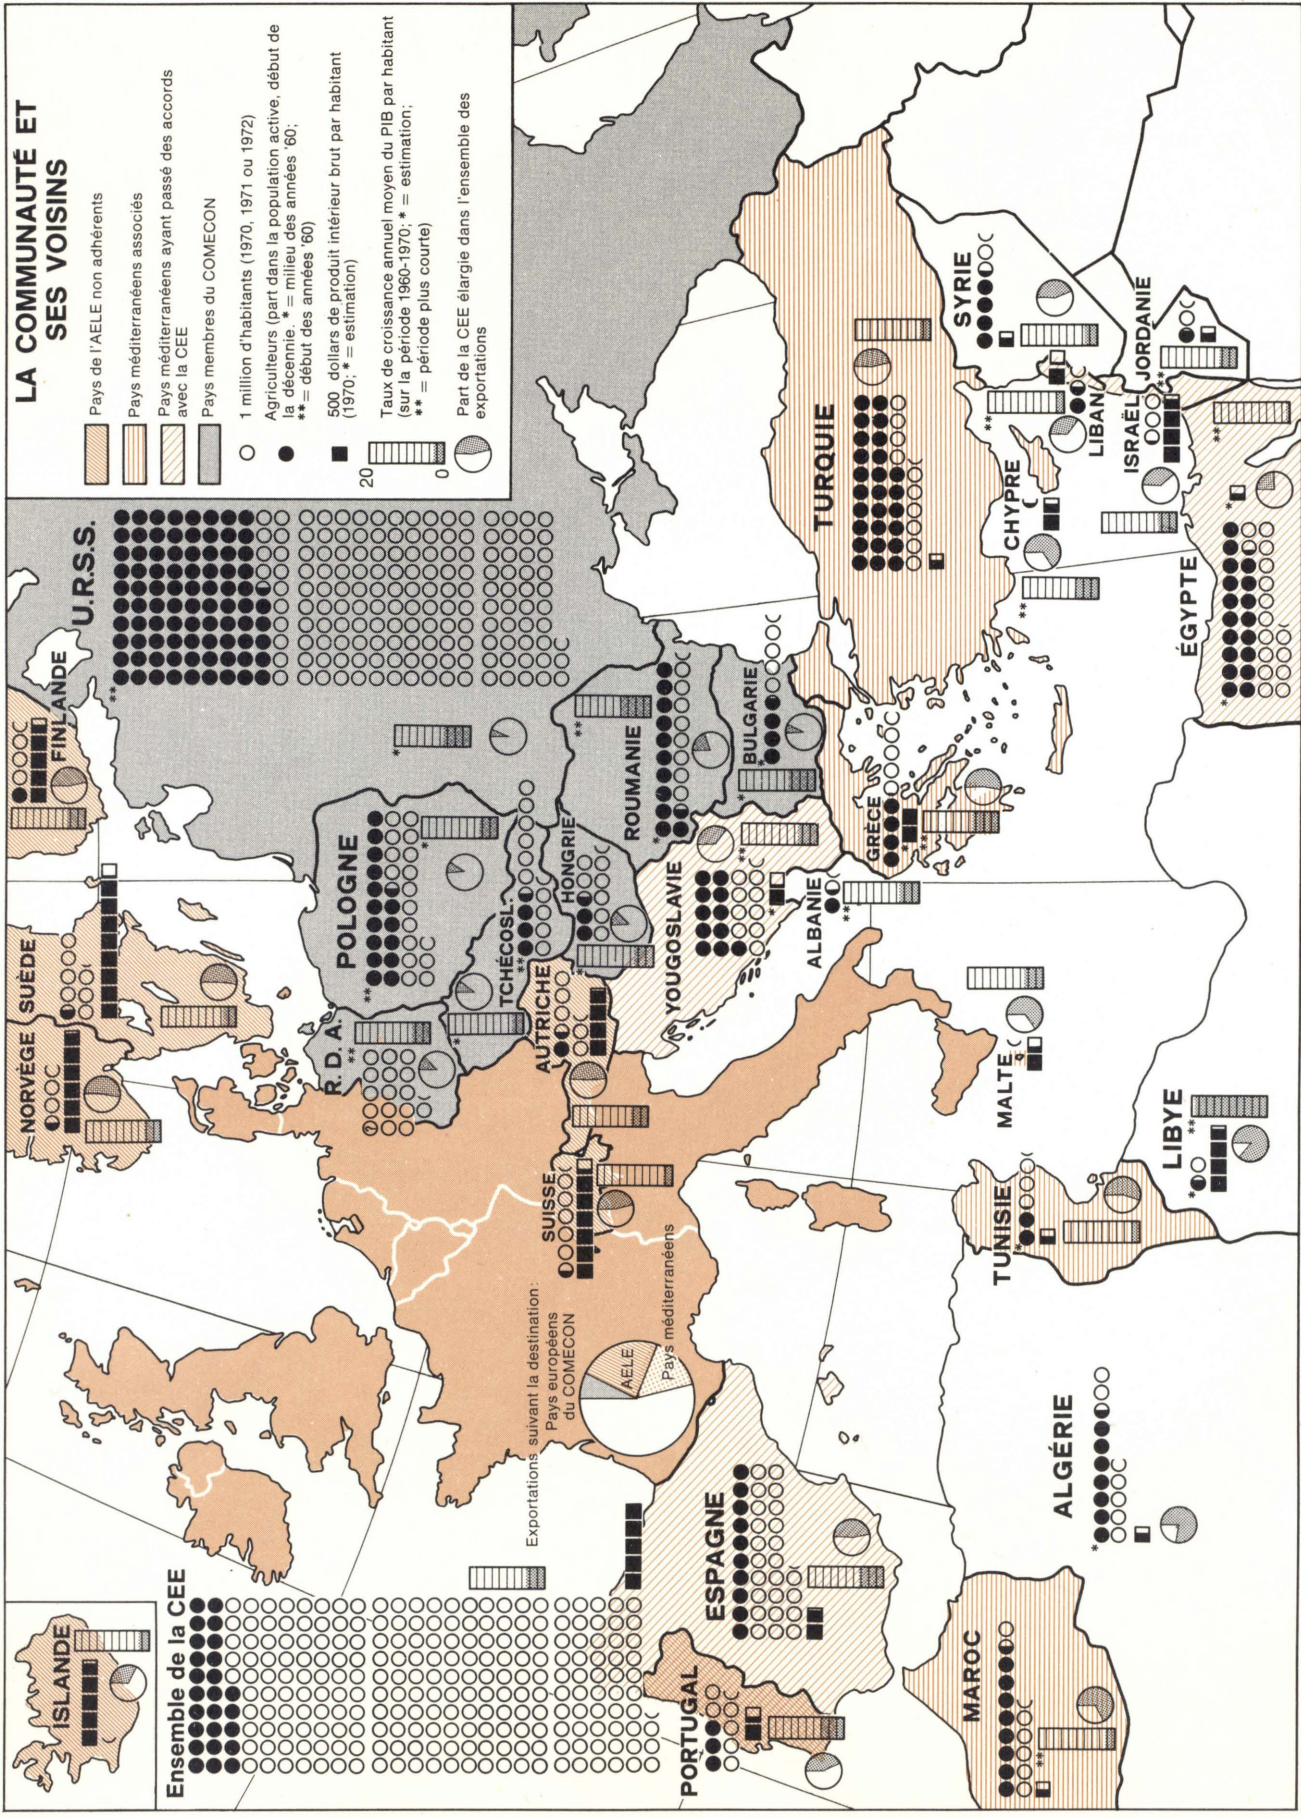 LA COMMUNAUTÉ ET
SES VOISINS
Pays de l'AELE non adhérents
Pays méditerranéens associés
Pays méditerranéens ayant passé des accords
avec la CEE
Pays membres du COMECON
1 million d'habitants (1970, 1971 ou 1972)
Agriculteurs (part dans la population active, début de
la décennie. * = milieu des années '60;
** = début des années '60)
500 dollars de produit intérieur brut par habitant
(1970; * = estimation)
20
0
Taux de croissance annuel moyen du PIB par habitant
(sur la période 1960-1970; * = estimation;
** = période plus courte)
Part de la CEE élargie dans l'ensemble des
exportations
ISLANDE
NORVÈGE
SUÈDE
FINLANDE
U.R.S.S.
**
*
Ensemble de la CEE
R.D.A.
**
?
POLOGNE
**
*
TCHÉCOSL.
**
*
HONGRIE
*
ROUMANIE
*
**
BULGARIE
*
*
AUTRICHE
SUISSE
Exportations suivant la destination:
Pays européens
du COMECON
AELE
Pays méditerranéens
YOUGOSLAVIE
*
**
ALBANIE
**
GRÈCE
*
**
TURQUIE
CHYPRE
**
SYRIE
LIBAN
**
ISRAËL
JORDANIE
**
ÉGYPTE
*
*
**
PORTUGAL
ESPAGNE
MAROC
**
ALGÉRIE
*
TUNISIE
*
MALTE
LIBYE
*
**